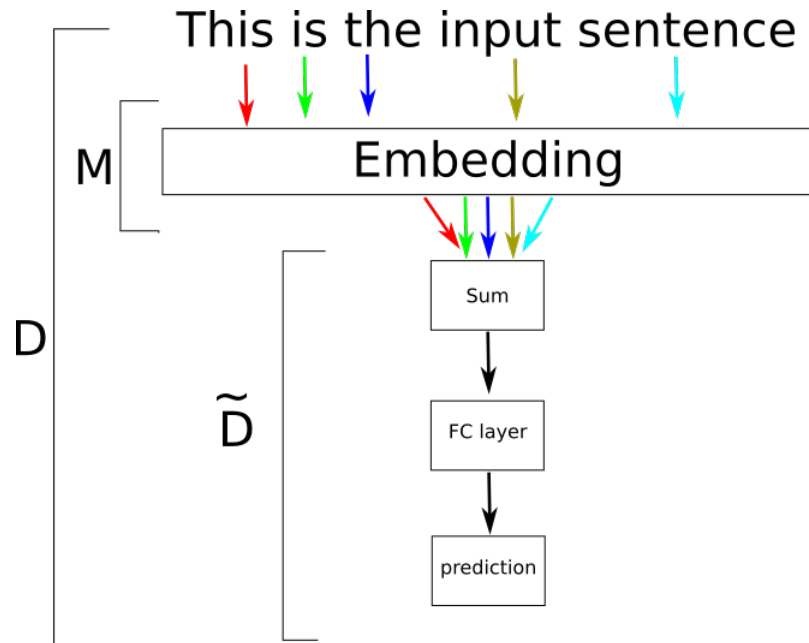 This is the input sentence
M
Embedding
Sum
D
D̃
FC layer
prediction